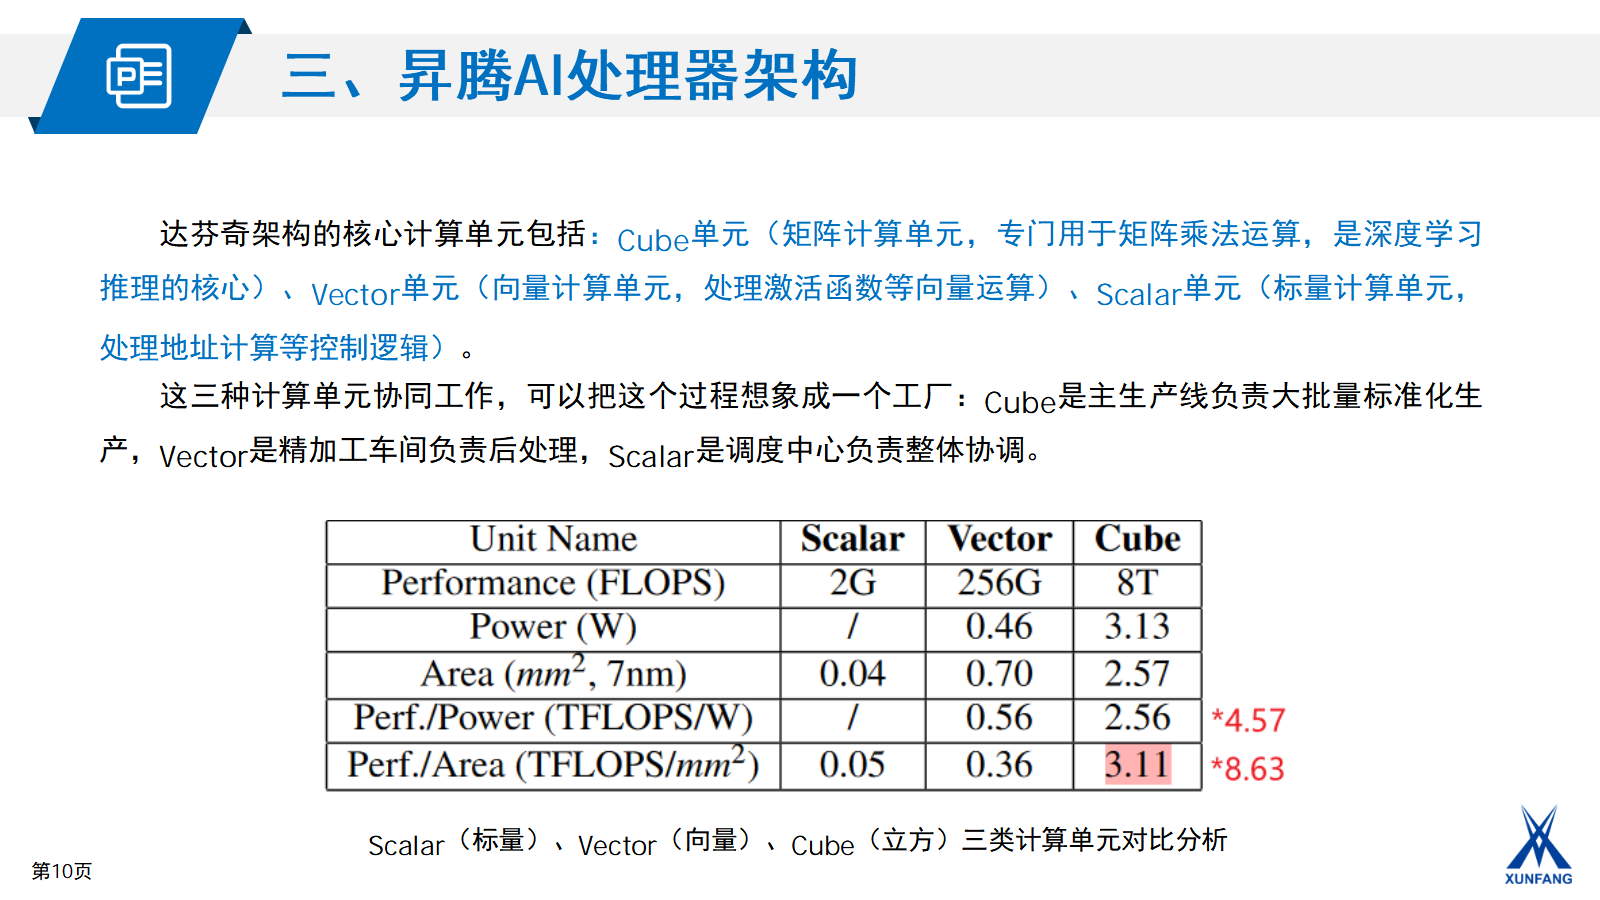 三、昇腾AI处理器架构
达芬奇架构的核心计算单元包括：Cube单元（矩阵计算单元，专门用于矩阵乘法运算，是深度学习
推理的核心）、Vector单元（向量计算单元，处理激活函数等向量运算）、Scalar单元（标量计算单元，
处理地址计算等控制逻辑）。
这三种计算单元协同工作，可以把这个过程想象成一个工厂：Cube是主生产线负责大批量标准化生
产，Vector是精加工车间负责后处理，Scalar是调度中心负责整体协调。
Unit Name Scalar Vector Cube
Performance (FLOPS) 2G 256G 8T
Power (W) / 0.46 3.13
Area (mm², 7nm) 0.04 0.70 2.57
Perf./Power (TFLOPS/W) / 0.56 2.56 *4.57
Perf./Area (TFLOPS/mm²) 0.05 0.36 3.11 *8.63
Scalar（标量）、Vector（向量）、Cube（立方）三类计算单元对比分析
第10页
XUNFANG